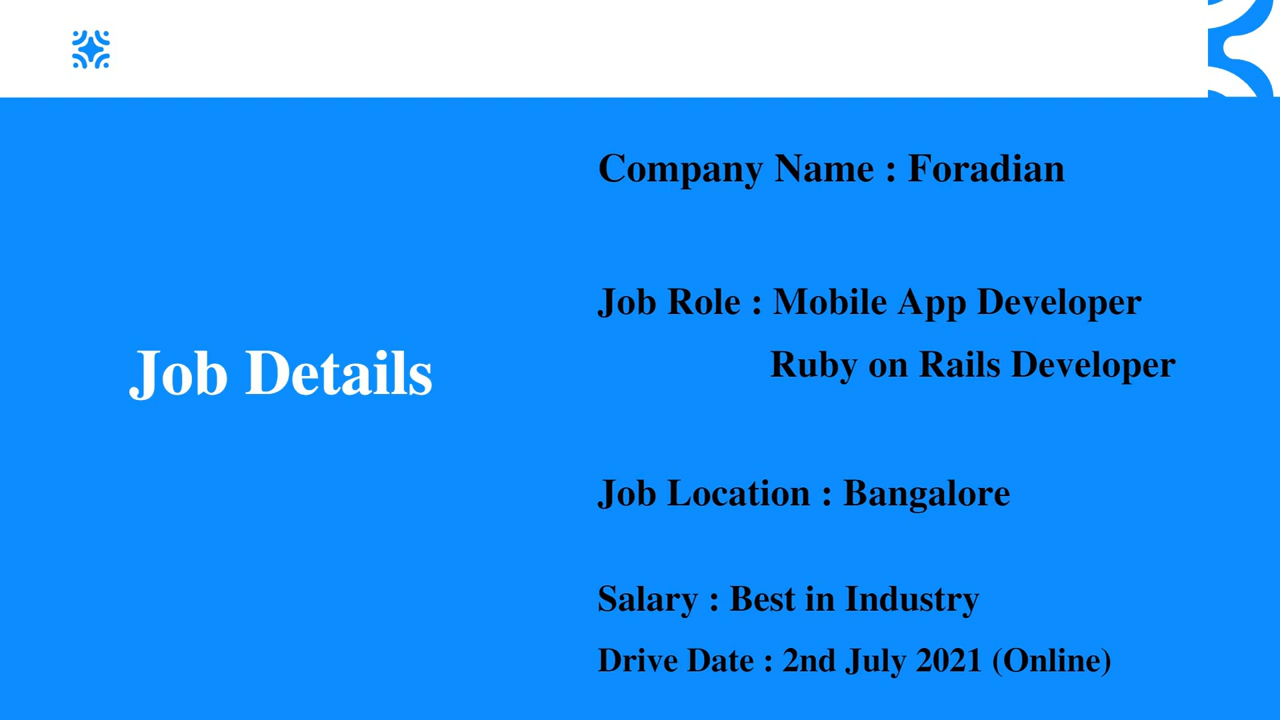 Job Details
Company Name : Foradian
Job Role : Mobile App Developer
Ruby on Rails Developer
Job Location : Bangalore
Salary : Best in Industry
Drive Date : 2nd July 2021 (Online)